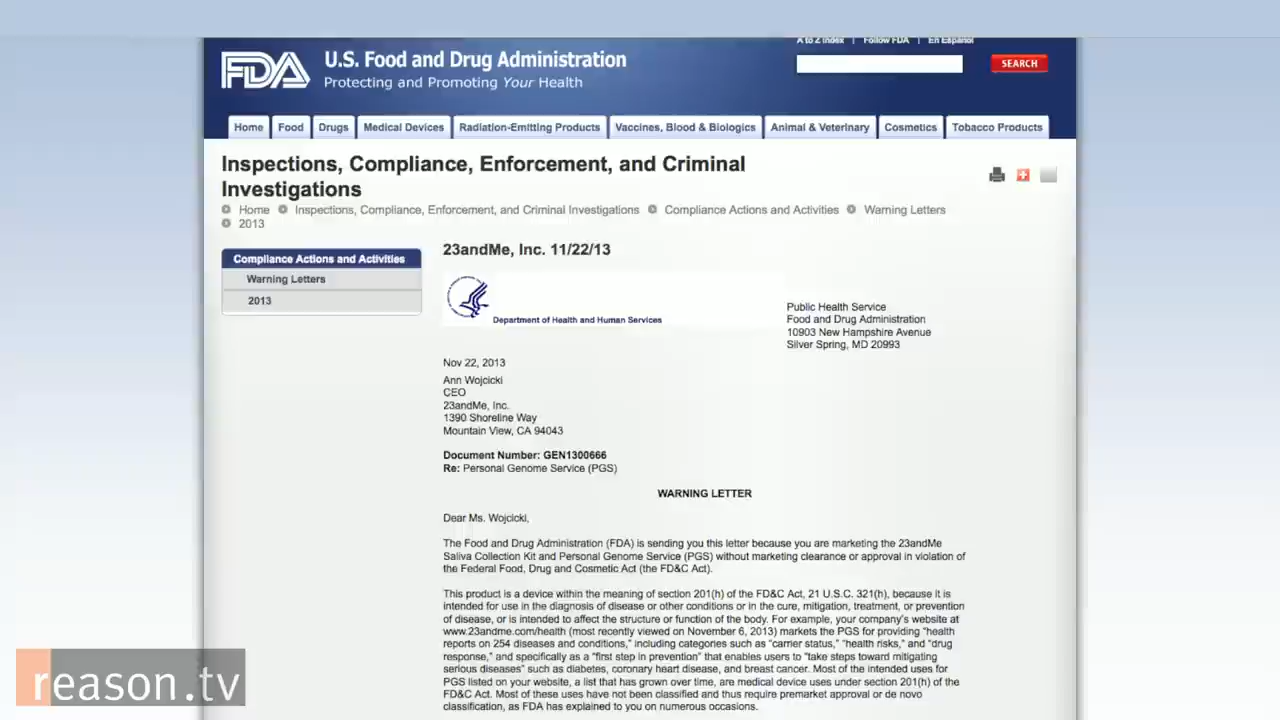 A to Z Index | Follow FDA | En Español
FDA U.S. Food and Drug Administration
Protecting and Promoting Your Health
SEARCH
Home Food Drugs Medical Devices Radiation-Emitting Products Vaccines, Blood & Biologics Animal & Veterinary Cosmetics Tobacco Products
Inspections, Compliance, Enforcement, and Criminal
Investigations
Home Inspections, Compliance, Enforcement, and Criminal Investigations Compliance Actions and Activities Warning Letters
2013
Compliance Actions and Activities
Warning Letters
2013
23andMe, Inc. 11/22/13
Department of Health and Human Services
Public Health Service
Food and Drug Administration
10903 New Hampshire Avenue
Silver Spring, MD 20993
Nov 22, 2013
Ann Wojcicki
CEO
23andMe, Inc.
1390 Shoreline Way
Mountain View, CA 94043
Document Number: GEN1300666
Re: Personal Genome Service (PGS)
WARNING LETTER
Dear Ms. Wojcicki,
The Food and Drug Administration (FDA) is sending you this letter because you are marketing the 23andMe
Saliva Collection Kit and Personal Genome Service (PGS) without marketing clearance or approval in violation of
the Federal Food, Drug and Cosmetic Act (the FD&C Act).
This product is a device within the meaning of section 201(h) of the FD&C Act, 21 U.S.C. 321(h), because it is
intended for use in the diagnosis of disease or other conditions or in the cure, mitigation, treatment, or prevention
of disease, or is intended to affect the structure or function of the body. For example, your company's website at
www.23andme.com/health (most recently viewed on November 6, 2013) markets the PGS for providing "health
reports on 254 diseases and conditions," including categories such as "carrier status," "health risks," and "drug
response," and specifically as a "first step in prevention" that enables users to "take steps toward mitigating
serious diseases" such as diabetes, coronary heart disease, and breast cancer. Most of the intended uses for
PGS listed on your website, a list that has grown over time, are medical device uses under section 201(h) of the
FD&C Act. Most of these uses have not been classified and thus require premarket approval or de novo
classification, as FDA has explained to you on numerous occasions.
reason.tv